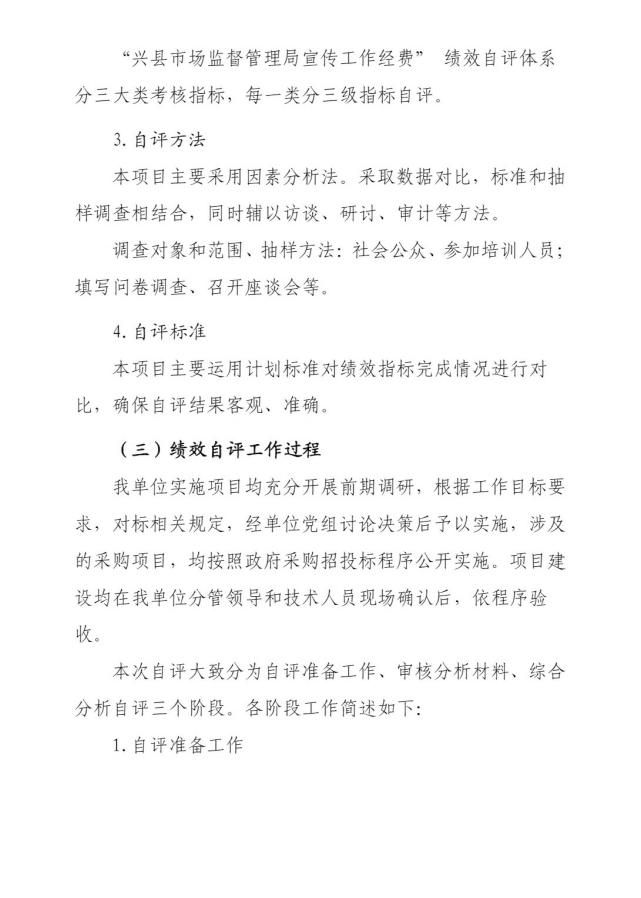 “兴县市场监督管理局宣传工作经费” 绩效自评体系
分三大类考核指标，每一类分三级指标自评。
3.自评方法
本项目主要采用因素分析法。采取数据对比，标准和抽
样调查相结合，同时辅以访谈、研讨、审计等方法。
调查对象和范围、抽样方法：社会公众、参加培训人员；
填写问卷调查、召开座谈会等。
4.自评标准
本项目主要运用计划标准对绩效指标完成情况进行对
比，确保自评结果客观、准确。
（三）绩效自评工作过程
我单位实施项目均充分开展前期调研，根据工作目标要
求，对标相关规定，经单位党组讨论决策后予以实施，涉及
的采购项目，均按照政府采购招投标程序公开实施。项目建
设均在我单位分管领导和技术人员现场确认后，依程序验
收。
本次自评大致分为自评准备工作、审核分析材料、综合
分析自评三个阶段。各阶段工作简述如下：
1.自评准备工作